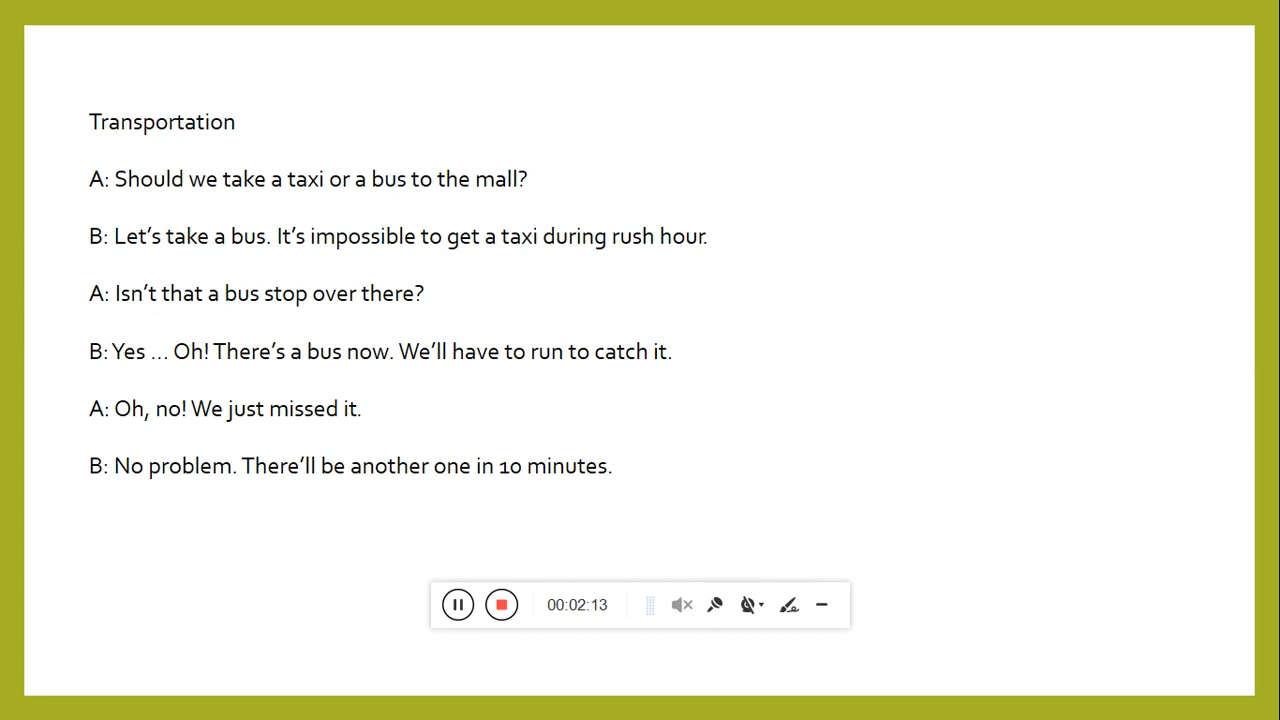 Transportation
A: Should we take a taxi or a bus to the mall?
B: Let’s take a bus. It’s impossible to get a taxi during rush hour.
A: Isn’t that a bus stop over there?
B: Yes ... Oh! There’s a bus now. We’ll have to run to catch it.
A: Oh, no! We just missed it.
B: No problem. There’ll be another one in 10 minutes.
00:02:13